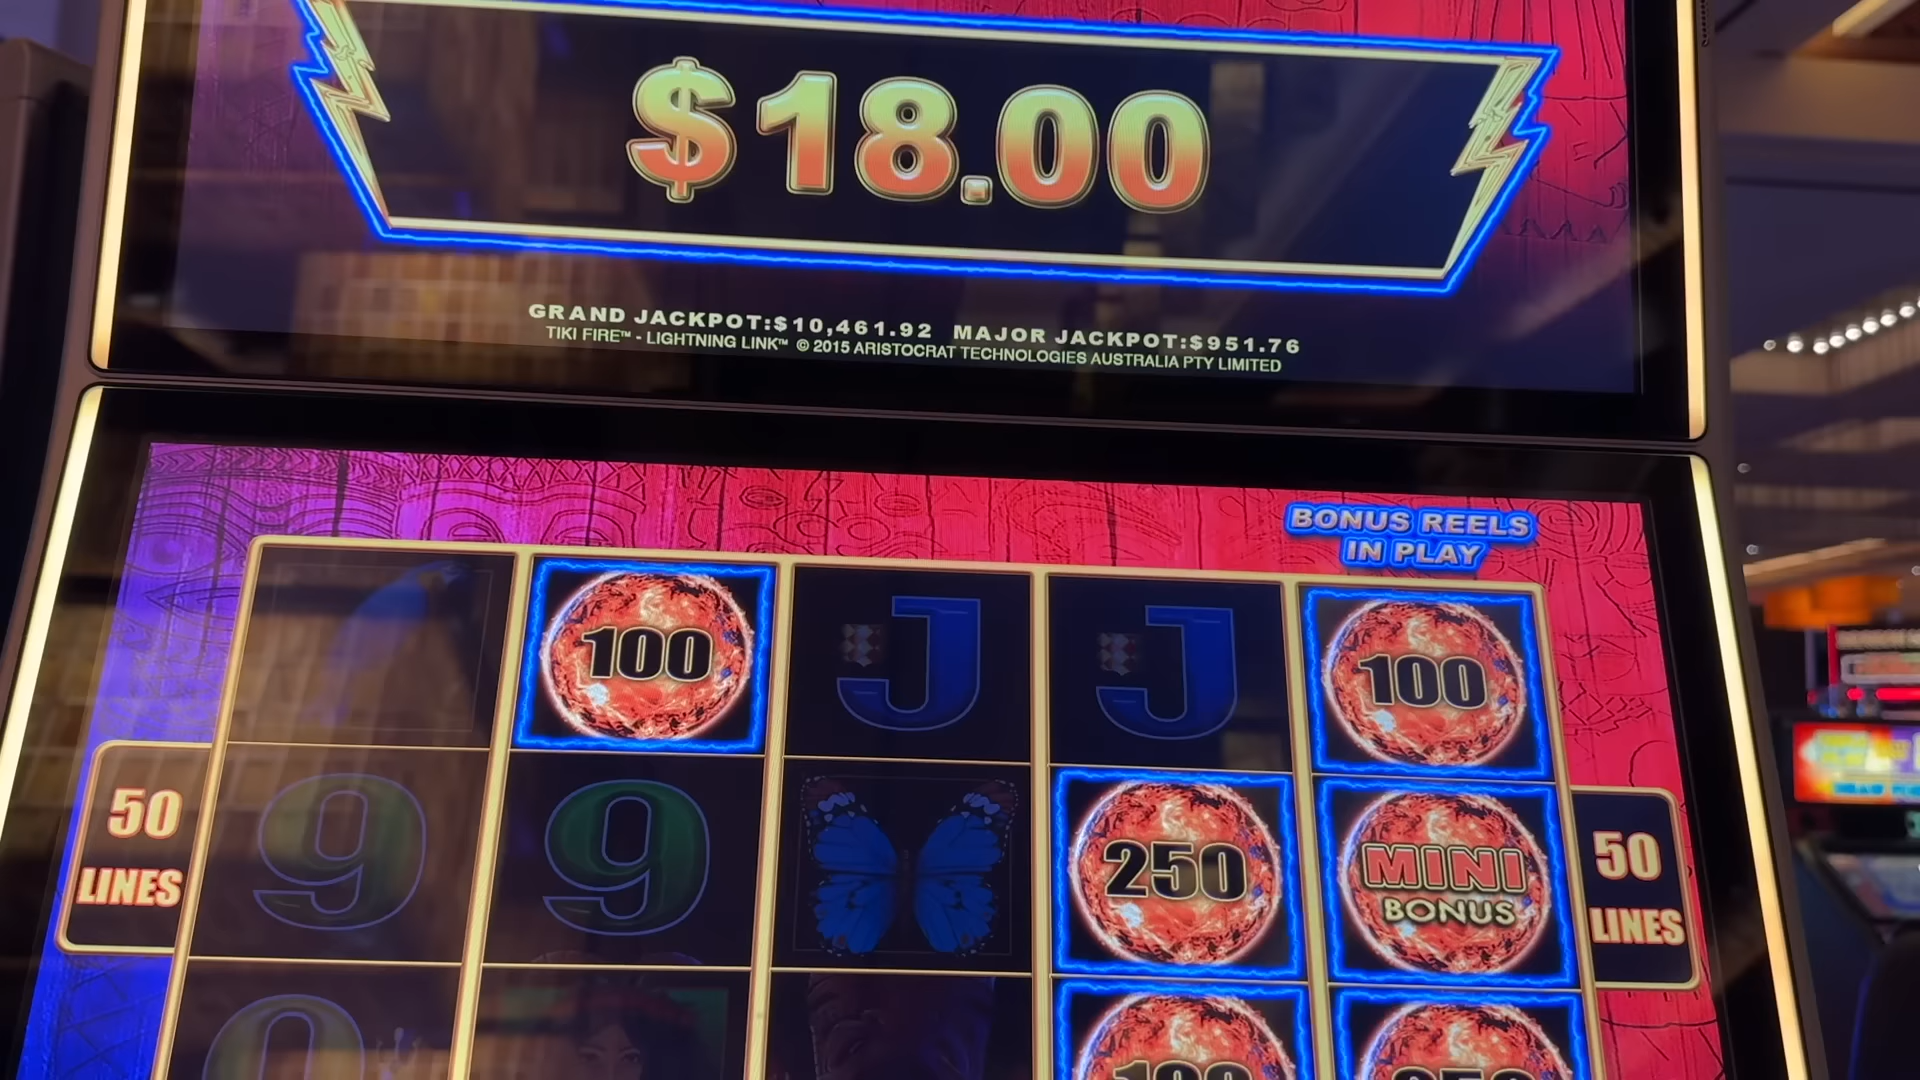 $18.00
GRAND JACKPOT:$10,461.92 MAJOR JACKPOT:$951.76
TIKI FIRE™ - LIGHTNING LINK™ © 2015 ARISTOCRAT TECHNOLOGIES AUSTRALIA PTY LIMITED
BONUS REELS
IN PLAY
100
J
J
100
50
LINES
9
9
250
MINI
BONUS
50
LINES